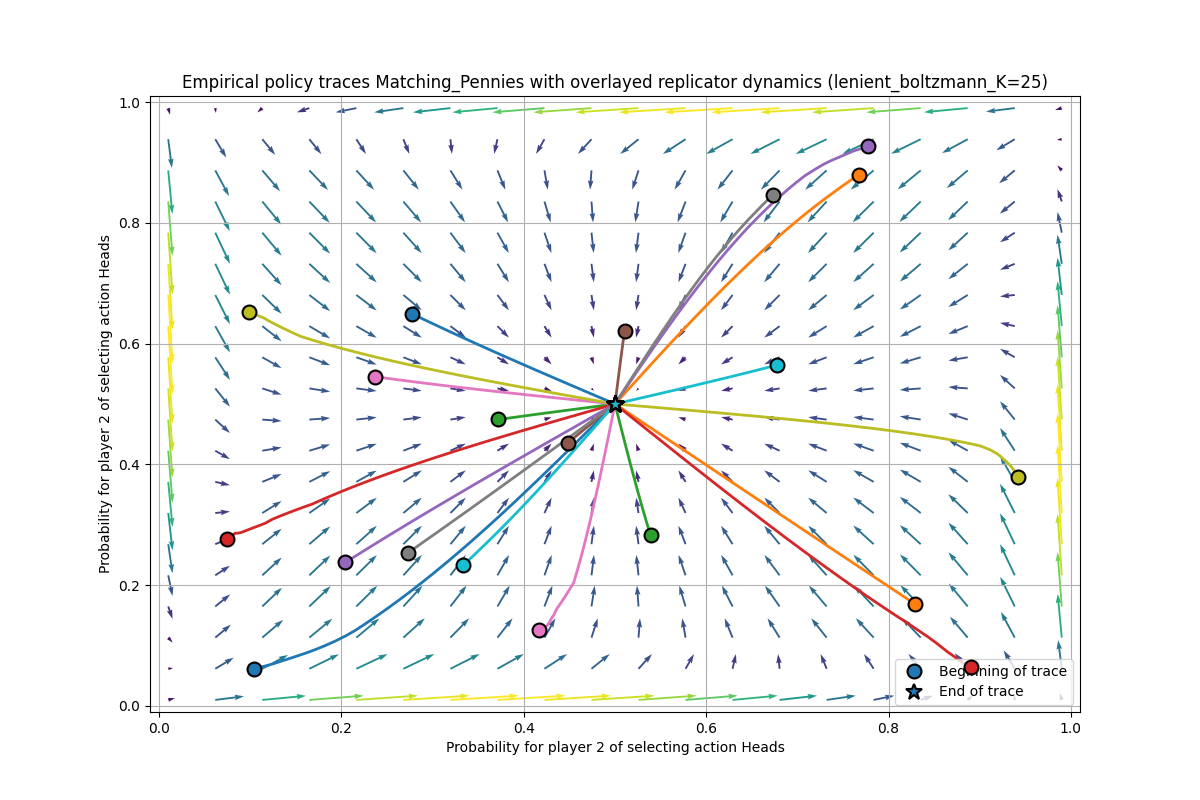 Empirical policy traces Matching_Pennies with overlayed replicator dynamics (lenient_boltzmann_K=25)
1.0
0.8
0.6
0.4
0.2
0.0
Probability for player 2 of selecting action Heads
Beginning of trace
End of trace
0.0 0.2 0.4 0.6 0.8 1.0
Probability for player 2 of selecting action Heads